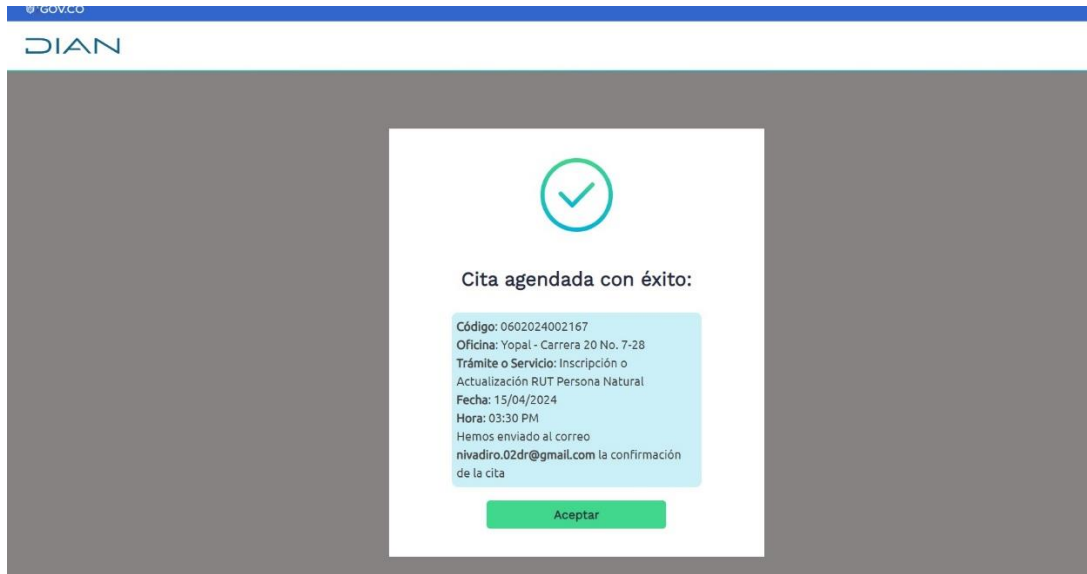 GOV.CO
DIAN
Cita agendada con éxito:
Código: 0602024002167
Oficina: Yopal - Carrera 20 No. 7-28
Trámite o Servicio: Inscripción o
Actualización RUT Persona Natural
Fecha: 15/04/2024
Hora: 03:30 PM
Hemos enviado al correo
nivadiro.02dr@gmail.com la confirmación
de la cita
Aceptar